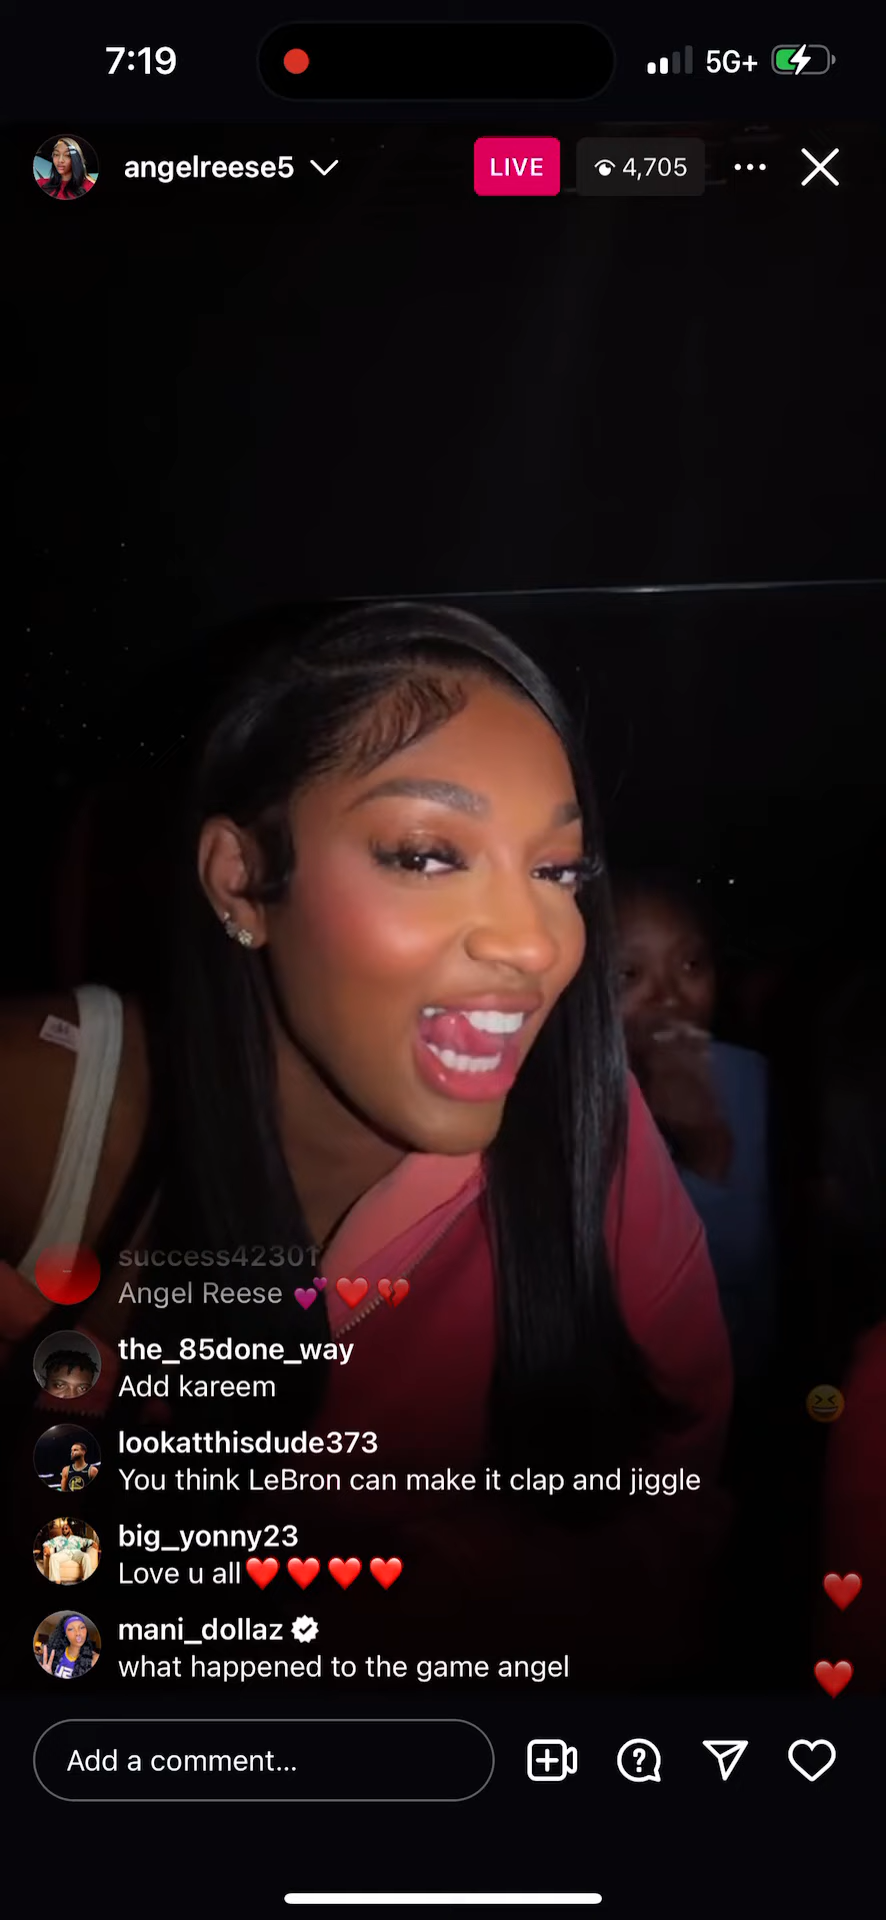 7:19
5G+
angelreese5
LIVE
4,705
success42301
Angel Reese 💕 ❤️ 💔
the_85done_way
Add kareem
lookatthisdude373
You think LeBron can make it clap and jiggle
big_yonny23
Love u all❤️ ❤️ ❤️ ❤️
mani_dollaz
what happened to the game angel
Add a comment...